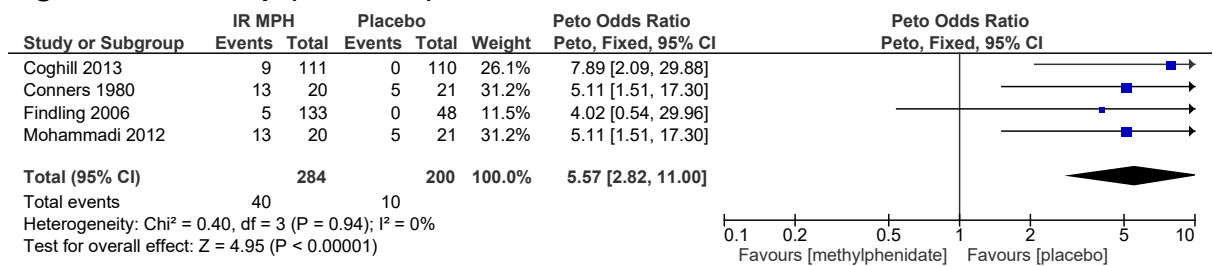 IR MPH Placebo Peto Odds Ratio Peto Odds Ratio
Study or Subgroup Events Total Events Total Weight Peto, Fixed, 95% CI Peto, Fixed, 95% CI
Coghill 2013 9 111 0 110 26.1% 7.89 [2.09, 29.88]
Conners 1980 13 20 5 21 31.2% 5.11 [1.51, 17.30]
Findling 2006 5 133 0 48 11.5% 4.02 [0.54, 29.96]
Mohammadi 2012 13 20 5 21 31.2% 5.11 [1.51, 17.30]
Total (95% CI) 284 200 100.0% 5.57 [2.82, 11.00]
Total events 40 10
Heterogeneity: Chi² = 0.40, df = 3 (P = 0.94); I² = 0%
Test for overall effect: Z = 4.95 (P < 0.00001)
0.1 0.2 0.5 1 2 5 10
Favours [methylphenidate] Favours [placebo]